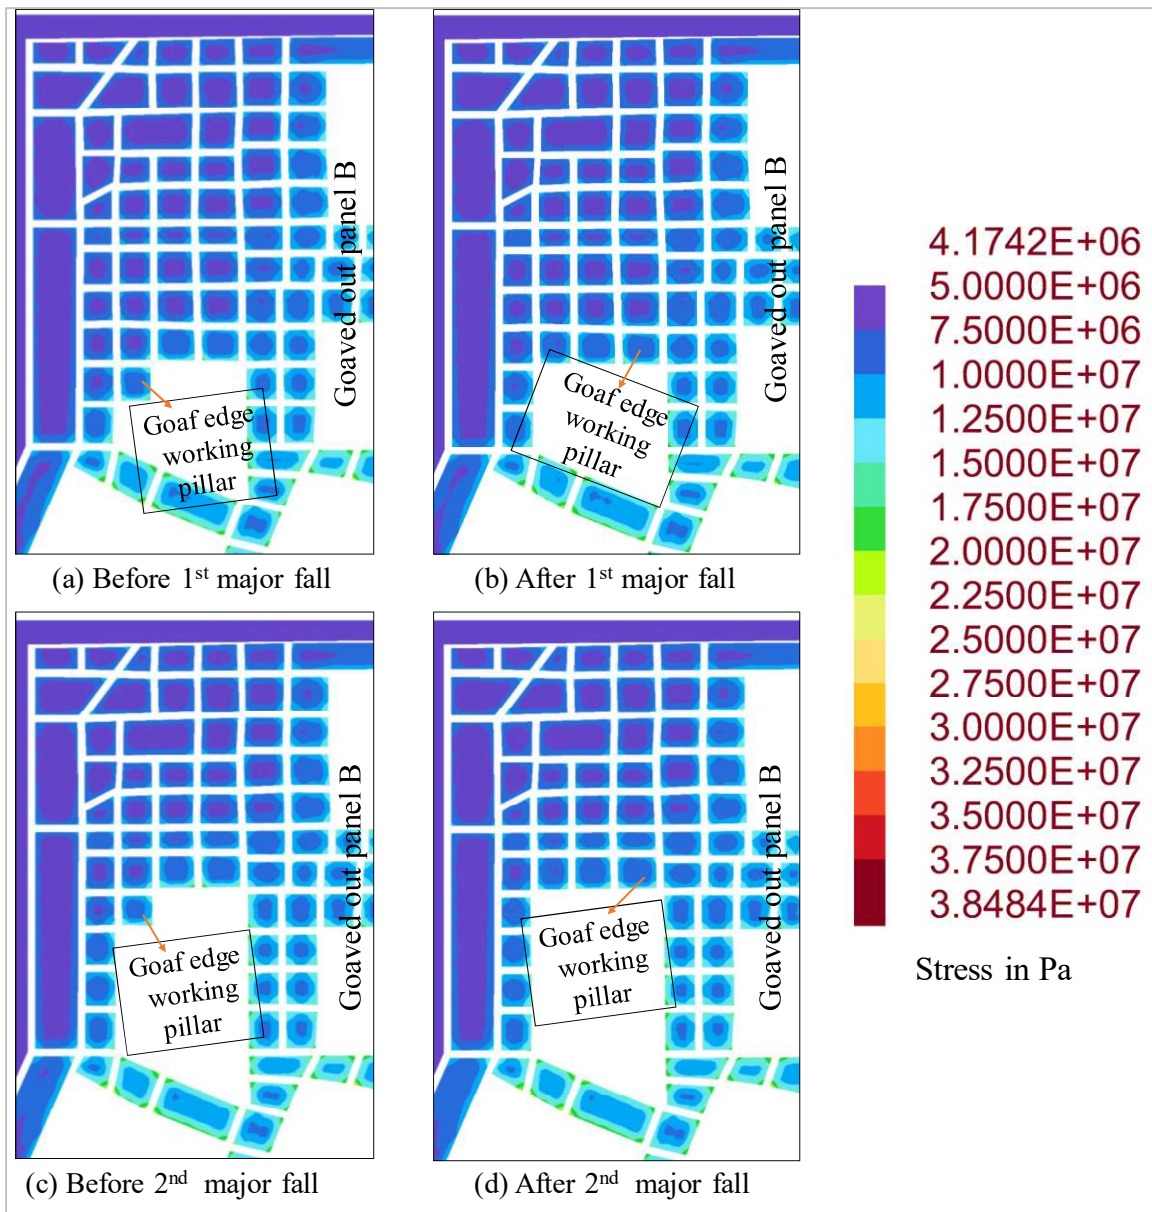 Goaved out panel B
Goaf edge
working
pillar
(a) Before 1st major fall
Goaved out panel B
Goaf edge
working
pillar
(b) After 1st major fall
Goaved out panel B
Goaf edge
working
pillar
(c) Before 2nd major fall
Goaved out panel B
Goaf edge
working
pillar
(d) After 2nd major fall
4.1742E+06
5.0000E+06
7.5000E+06
1.0000E+07
1.2500E+07
1.5000E+07
1.7500E+07
2.0000E+07
2.2500E+07
2.5000E+07
2.7500E+07
3.0000E+07
3.2500E+07
3.5000E+07
3.7500E+07
3.8484E+07
Stress in Pa